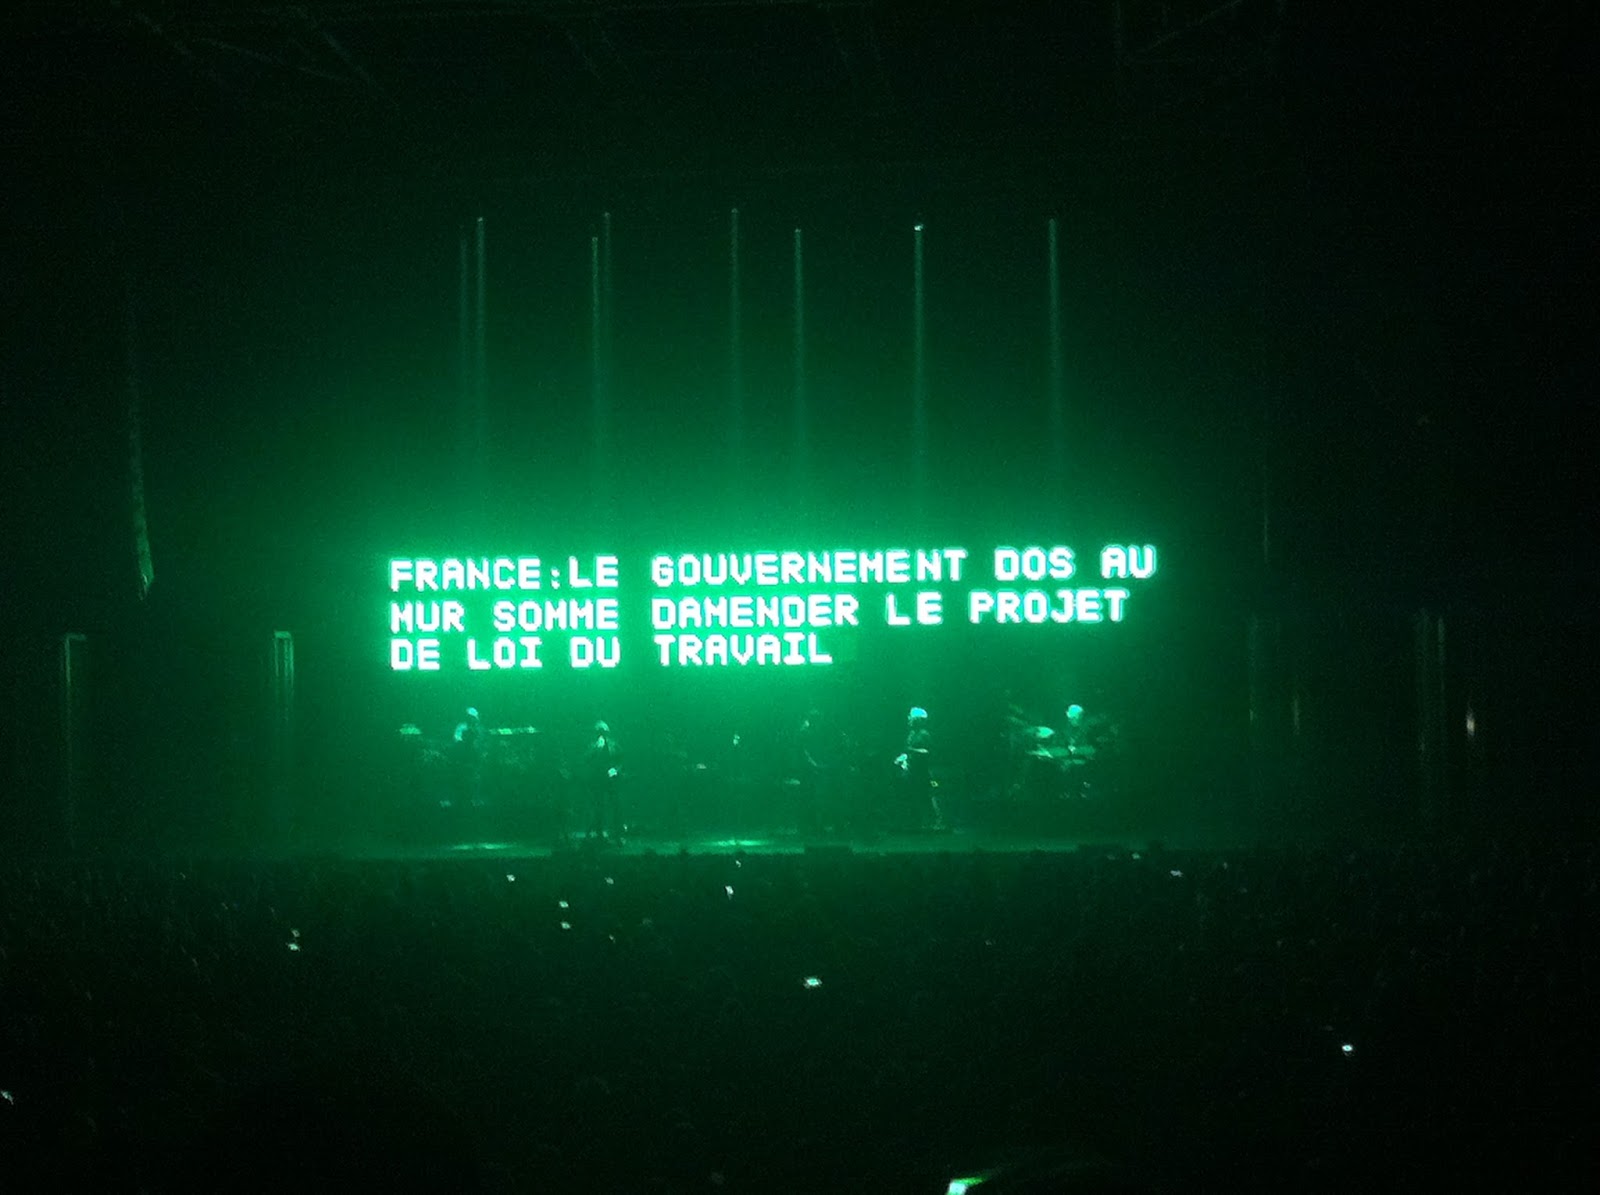 FRANCE:LE GOUVERNEMENT DOS AU
MUR SOMME DAMENDER LE PROJET
DE LOI DU TRAVAIL